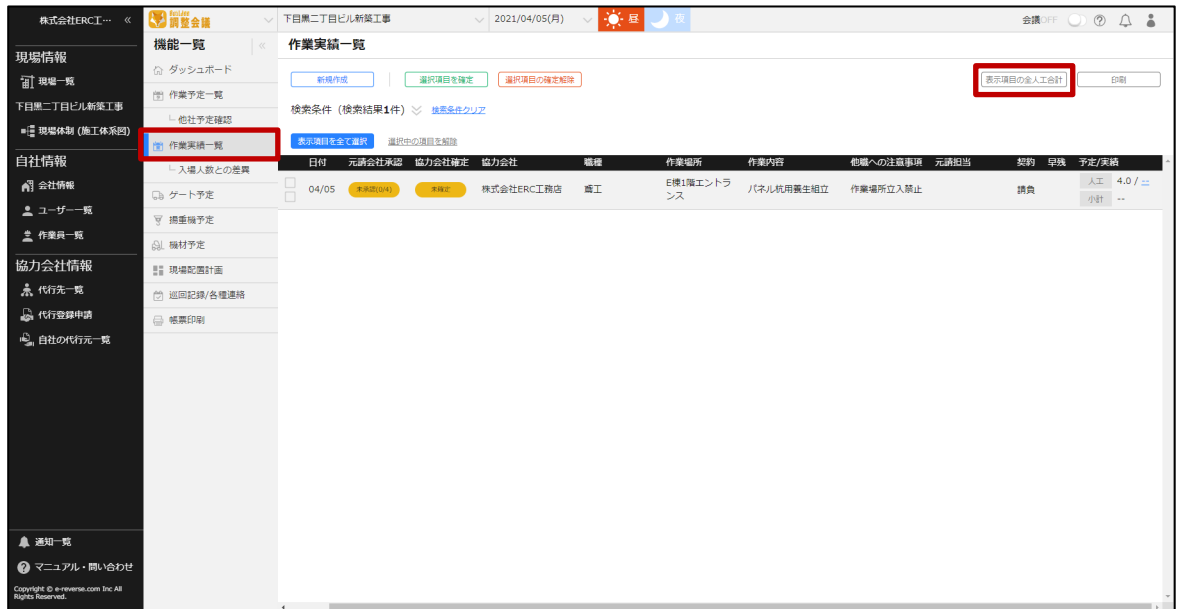 株式会社ERC工… «
現場情報
現場一覧
下目黒二丁目ビル新築工事
現場体制 (施工体系図)
自社情報
会社情報
ユーザー一覧
作業員一覧
協力会社情報
代行先一覧
代行登録申請
自社の代行元一覧
通知一覧
マニュアル・問い合わせ
Copyright © e-reverse.com Inc All
Rights Reserved.
調整会議
機能一覧 «
ダッシュボード
作業予定一覧
他社予定確認
作業実績一覧
入場人数との差異
ゲート予定
揚重機予定
機材予定
現場配置計画
巡回記録/各種連絡
帳票印刷
下目黒二丁目ビル新築工事 2021/04/05(月) 昼 夜 会議OFF
作業実績一覧
新規作成 選択項目を確定 選択項目の確定解除 表示項目の全人工合計 印刷
検索条件（検索結果1件） 検索条件クリア
表示項目を全て選択 選択中の項目を解除
日付 元請会社承認 協力会社確定 協力会社 職種 作業場所 作業内容 他職への注意事項 元請担当 契約 早残 予定/実績
04/05 未承認(0/4) 未確定 株式会社ERC工務店 鳶工 E棟1階エントランス パネル杭用養生組立 作業場所立入禁止 請負 人工 4.0 / --
小計 --